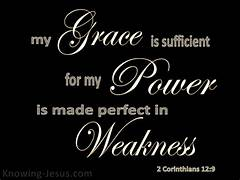 my Grace is sufficient
for my Power
is made perfect in
Weakness
2 Corinthians 12:9
Knowing-Jesus.com